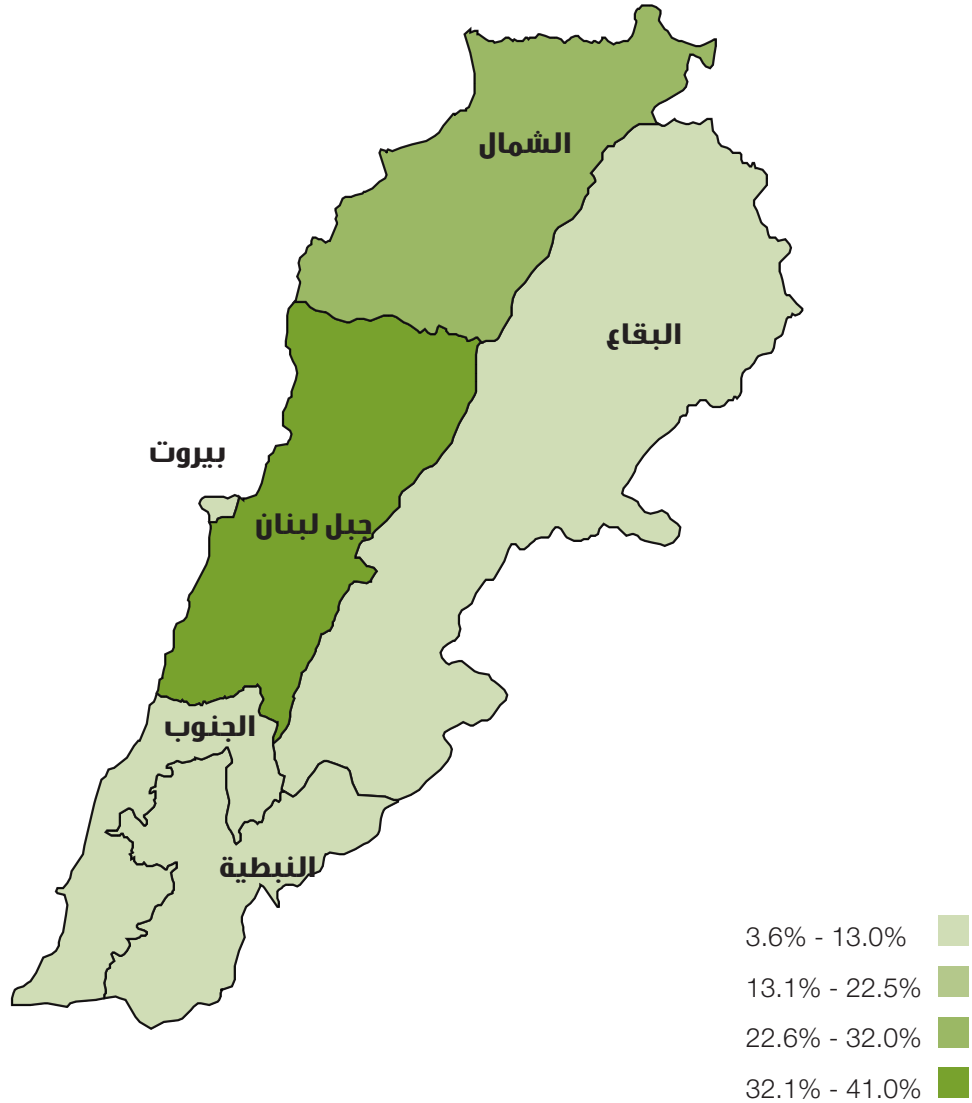 الشمال
البقاع
بيروت
جبل لبنان
الجنوب
النبطية
3.6% - 13.0%
13.1% - 22.5%
22.6% - 32.0%
32.1% - 41.0%